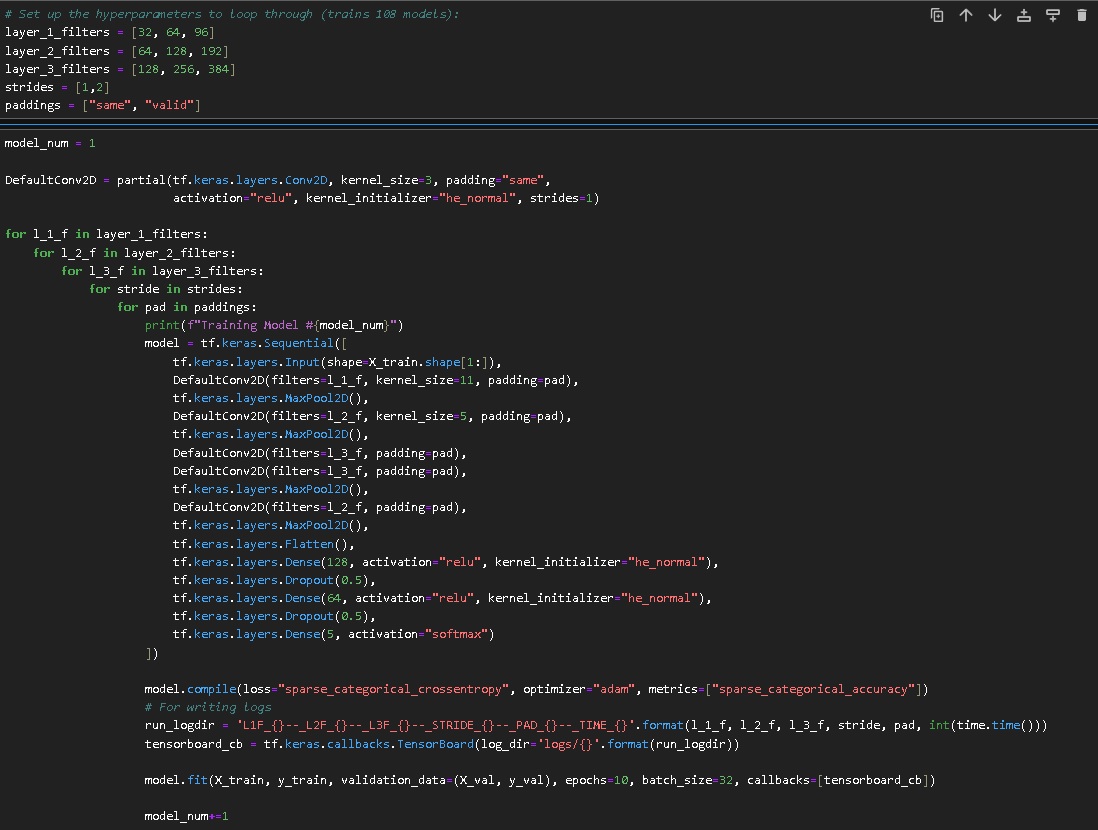 # Set up the hyperparameters to loop through (trains 108 models):
layer_1_filters = [32, 64, 96]
layer_2_filters = [64, 128, 192]
layer_3_filters = [128, 256, 384]
strides = [1,2]
paddings = ["same", "valid"]
model_num = 1
DefaultConv2D = partial(tf.keras.layers.Conv2D, kernel_size=3, padding="same",
                        activation="relu", kernel_initializer="he_normal", strides=1)
for l_1_f in layer_1_filters:
    for l_2_f in layer_2_filters:
        for l_3_f in layer_3_filters:
            for stride in strides:
                for pad in paddings:
                    print(f"Training Model #{model_num}")
                    model = tf.keras.Sequential([
                        tf.keras.layers.Input(shape=X_train.shape[1:]),
                        DefaultConv2D(filters=l_1_f, kernel_size=11, padding=pad),
                        tf.keras.layers.MaxPool2D(),
                        DefaultConv2D(filters=l_2_f, kernel_size=5, padding=pad),
                        tf.keras.layers.MaxPool2D(),
                        DefaultConv2D(filters=l_3_f, padding=pad),
                        DefaultConv2D(filters=l_3_f, padding=pad),
                        tf.keras.layers.MaxPool2D(),
                        DefaultConv2D(filters=l_2_f, padding=pad),
                        tf.keras.layers.MaxPool2D(),
                        tf.keras.layers.Flatten(),
                        tf.keras.layers.Dense(128, activation="relu", kernel_initializer="he_normal"),
                        tf.keras.layers.Dropout(0.5),
                        tf.keras.layers.Dense(64, activation="relu", kernel_initializer="he_normal"),
                        tf.keras.layers.Dropout(0.5),
                        tf.keras.layers.Dense(5, activation="softmax")
                    ])
                    model.compile(loss="sparse_categorical_crossentropy", optimizer="adam", metrics=["sparse_categorical_accuracy"])
                    # For writing logs
                    run_logdir = 'L1F_{}--_L2F_{}--_L3F_{}--_STRIDE_{}--_PAD_{}--_TIME_{}'.format(l_1_f, l_2_f, l_3_f, stride, pad, int(time.time()))
                    tensorboard_cb = tf.keras.callbacks.TensorBoard(log_dir='logs/{}'.format(run_logdir))
                    model.fit(X_train, y_train, validation_data=(X_val, y_val), epochs=10, batch_size=32, callbacks=[tensorboard_cb])
                    model_num+=1